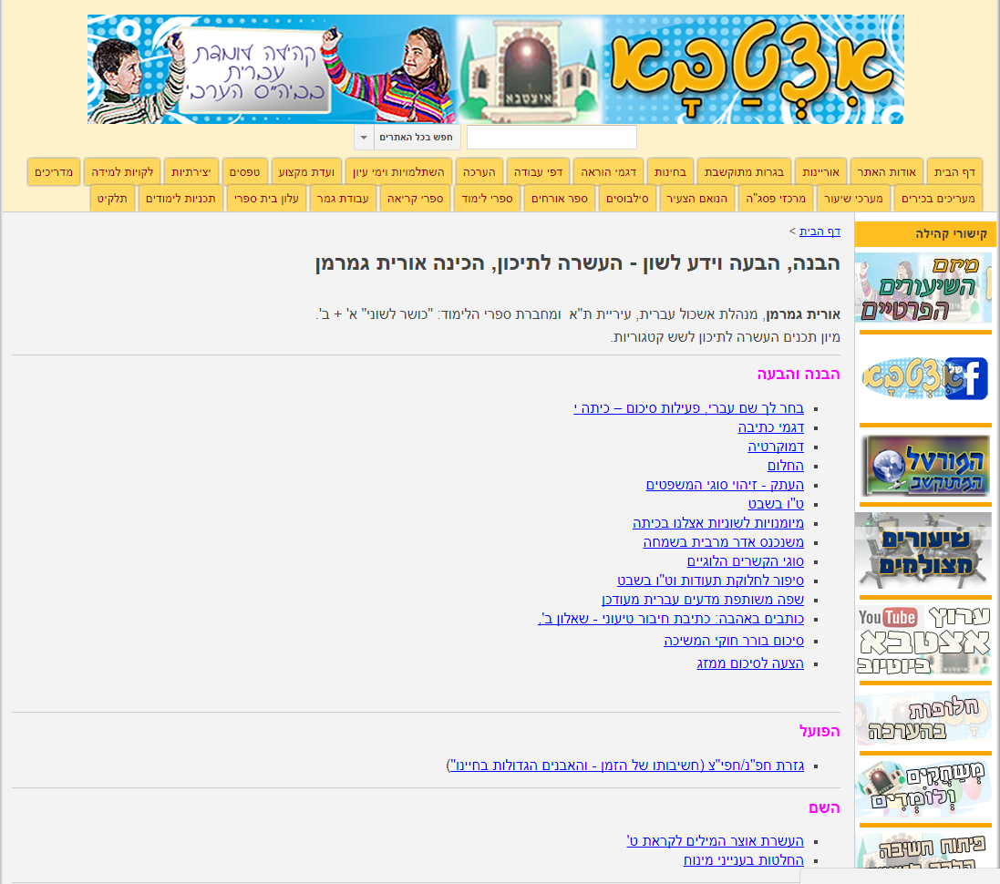 קהילה לומדת
עברית
בביה"ס הערבי
איצטבא
אִצְטַבָּא
חפש בכל האתרים
דף הבית
אודות האתר
אוריינות
בגרות מתוקשבת
בחינות
דגמי הוראה
דפי עבודה
הערכה
השתלמויות וימי עיון
ועדת מקצוע
טפסים
יצירתיות
לקויות למידה
מדריכים
מעריכים בכירים
מערכי שיעור
מרכזי פסג"ה
הנואם הצעיר
סילבוסים
ספר אורחים
ספרי לימוד
ספרי קריאה
עבודת גמר
עלון בית ספרי
תכניות לימודים
תלקיט
קישורי קהילה
מיזם
השיעורים
הפרטיים
של
אִצְטַבָּא
הפורטל
המתוקשב
שיעורים
מצולמים
YouTube ערוץ
אצטבא
ביוטיוב
חלופות
בהערכה
מְשַׂחֲקִים
וְלוֹמְדִים
פיתוח חשיבה
דף הבית >
הבנה, הבעה וידע לשון - העשרה לתיכון, הכינה אורית גמרמן
אורית גמרמן, מנהלת אשכול עברית, עיריית ת"א ומחברת ספרי הלימוד: "כושר לשוני" א' + ב'.
מיון תכנים העשרה לתיכון לשש קטגוריות.
הבנה והבעה
בחר לך שם עברי, פעילות סיכום – כיתה י
דגמי כתיבה
דמוקרטיה
החלום
העתק - זיהוי סוגי המשפטים
ט"ו בשבט
מיומנויות לשוניות אצלנו בכיתה
משנכנס אדר מרבית בשמחה
סוגי הקשרים הלוגיים
סיפור לחלוקת תעודות וט"ו בשבט
שפה משותפת מדעים עברית מעודכן
כותבים באהבה: כתיבת חיבור טיעוני - שאלון ב'.
סיכום בורר חוקי המשיכה
הצעה לסיכום ממזג
הפועל
גזרת חפ"נ/חפי"צ (חשיבותו של הזמן - והאבנים הגדולות בחיינו")
השם
העשרת אוצר המילים לקראת ט'
החלטות בענייני מינוח